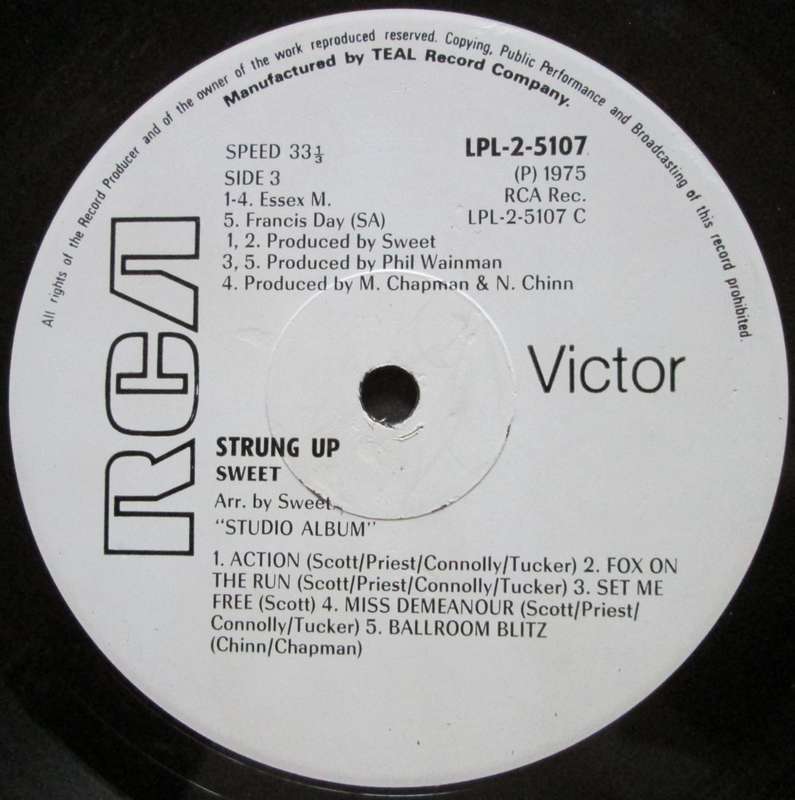 All rights of the Record Producer and of the owner of the work reproduced reserved. Copying, Public Performance and Broadcasting of this record prohibited.
Manufactured by TEAL Record Company.
SPEED 33⅓
LPL-2-5107
SIDE 3
(P) 1975
1-4. Essex M.
RCA Rec.
5. Francis Day (SA)
LPL-2-5107 C
1, 2. Produced by Sweet
3, 5. Produced by Phil Wainman
4. Produced by M. Chapman & N. Chinn
RCA
Victor
STRUNG UP
SWEET
Arr. by Sweet.
"STUDIO ALBUM"
1. ACTION (Scott/Priest/Connolly/Tucker) 2. FOX ON
THE RUN (Scott/Priest/Connolly/Tucker) 3. SET ME
FREE (Scott) 4. MISS DEMEANOUR (Scott/Priest/
Connolly/Tucker) 5. BALLROOM BLITZ
(Chinn/Chapman)